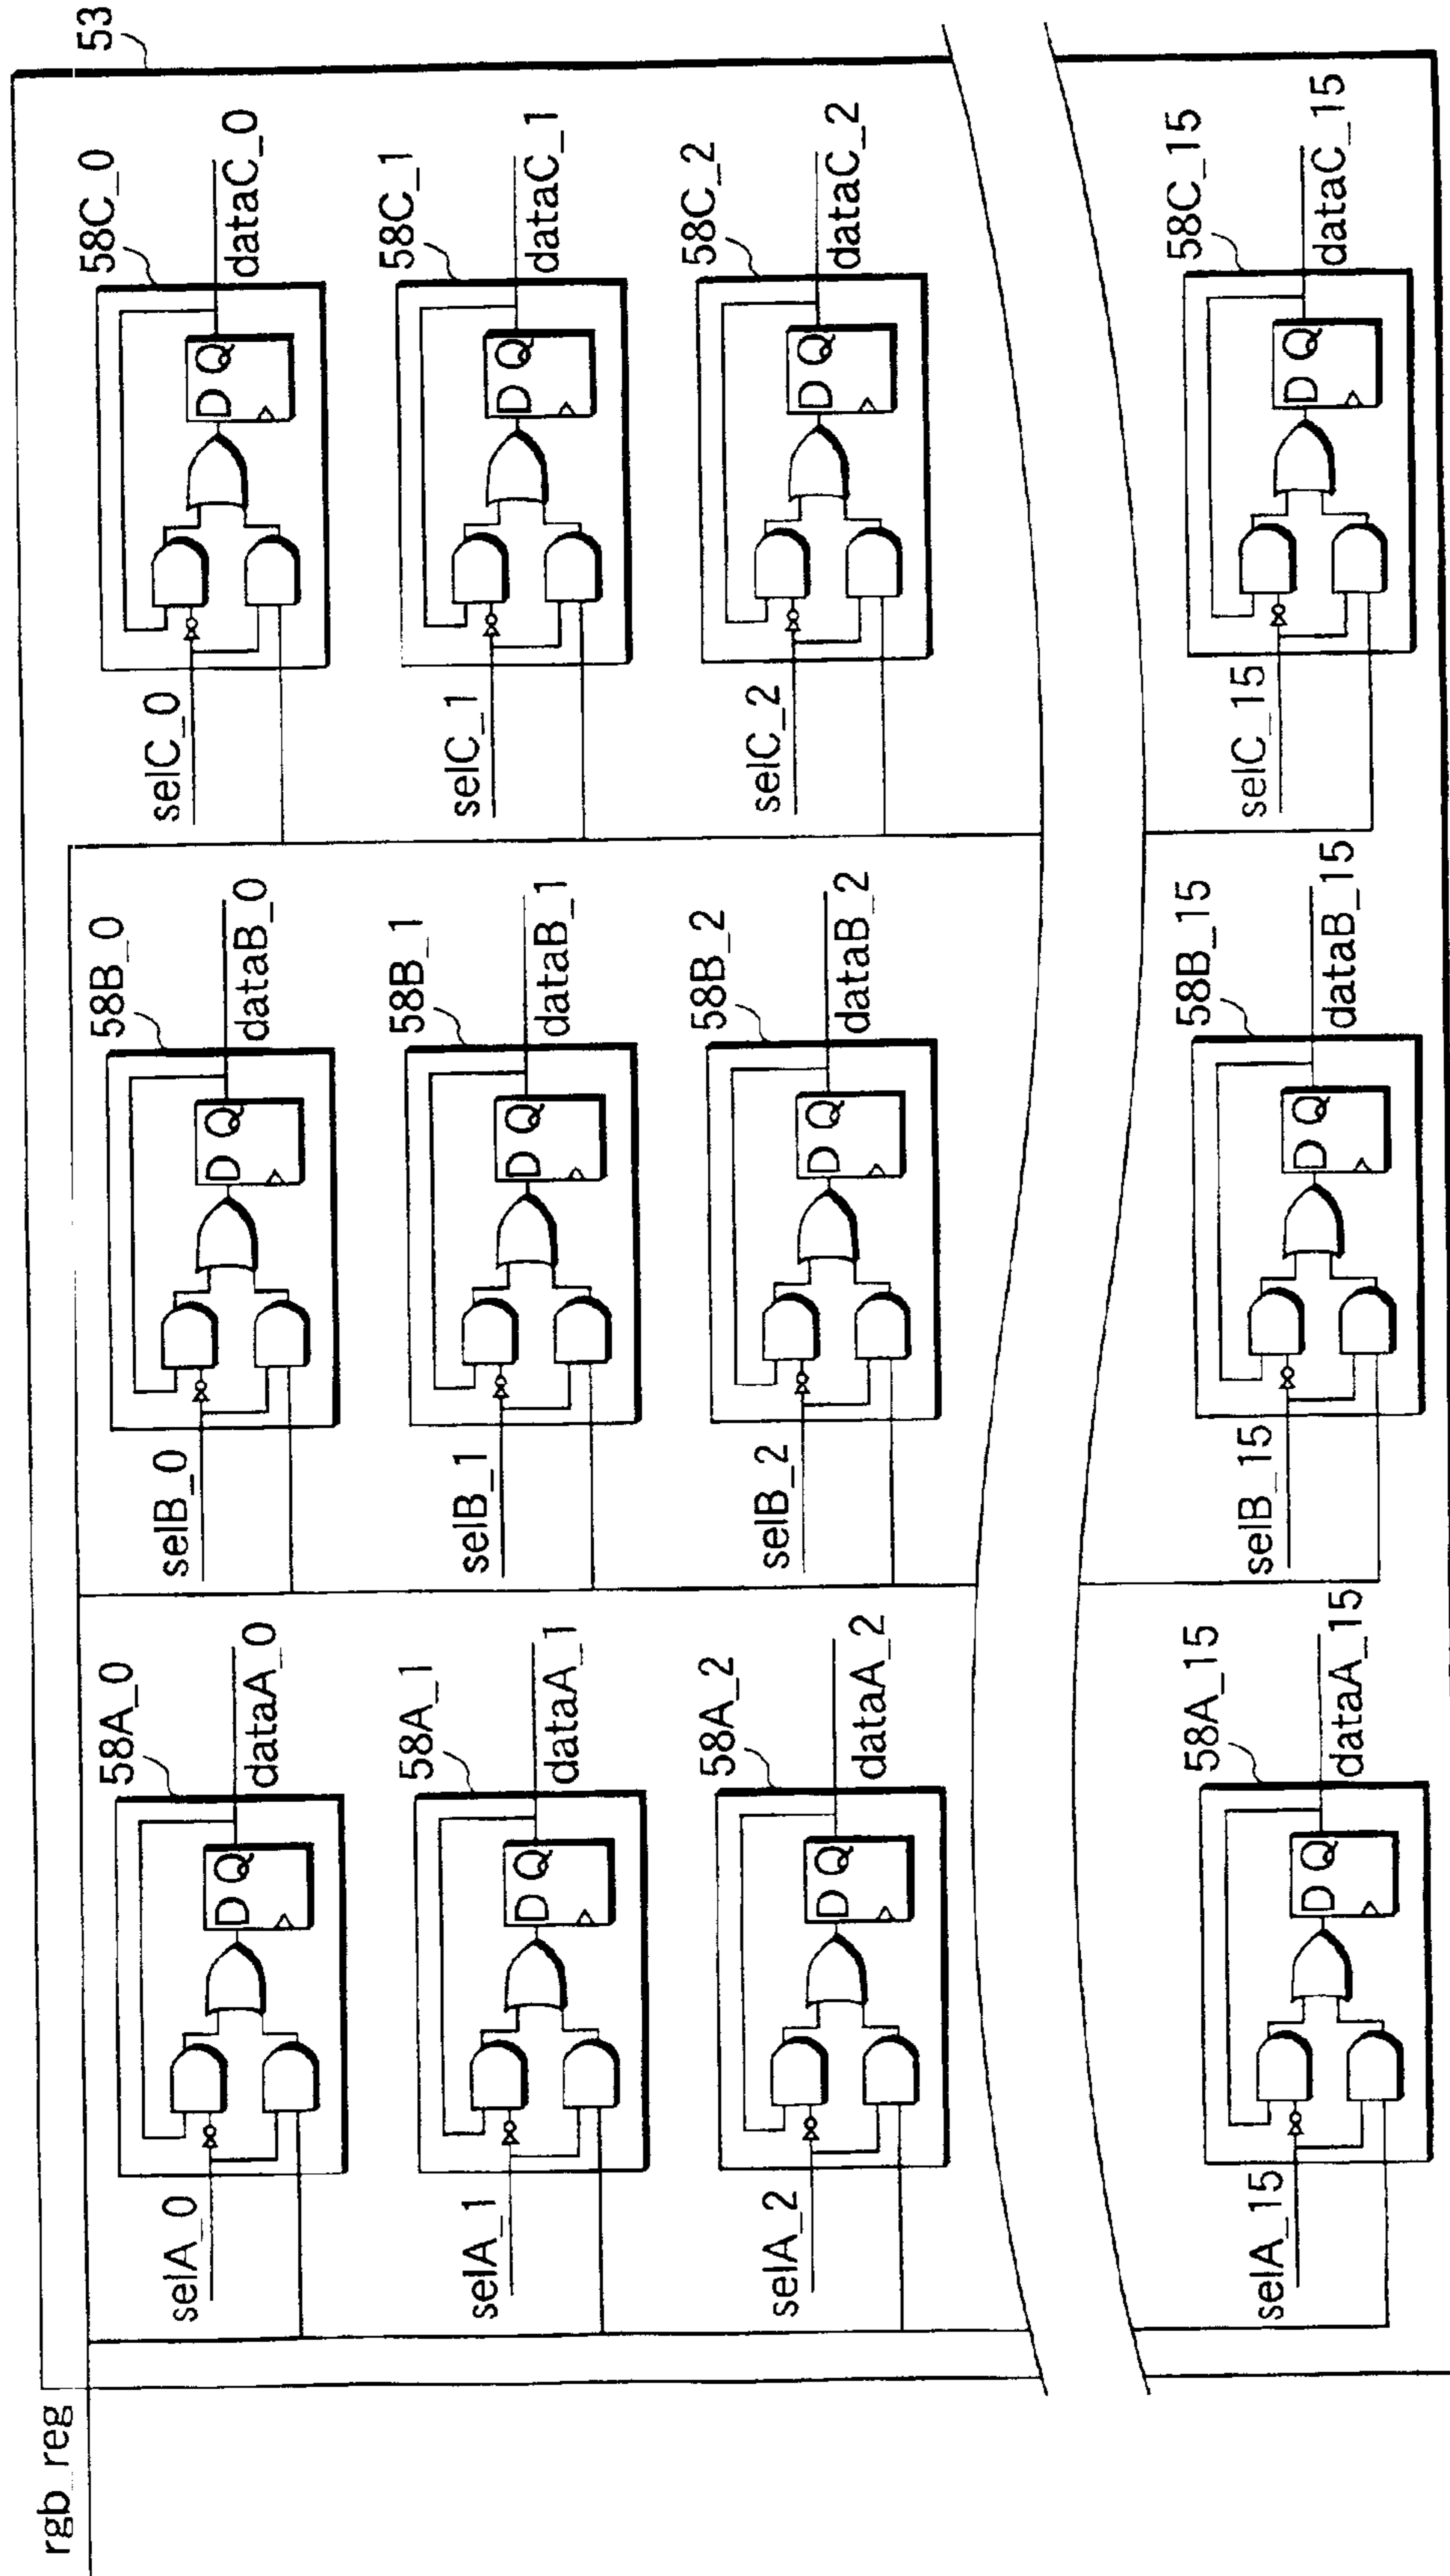 53
rgb_reg
58A_0
selA_0
D Q
dataA_0
58B_0
selB_0
D Q
dataB_0
58C_0
selC_0
D Q
dataC_0
58A_1
selA_1
D Q
dataA_1
58B_1
selB_1
D Q
dataB_1
58C_1
selC_1
D Q
dataC_1
58A_2
selA_2
D Q
dataA_2
58B_2
selB_2
D Q
dataB_2
58C_2
selC_2
D Q
dataC_2
58A_15
selA_15
D Q
dataA_15
58B_15
selB_15
D Q
dataB_15
58C_15
selC_15
D Q
dataC_15